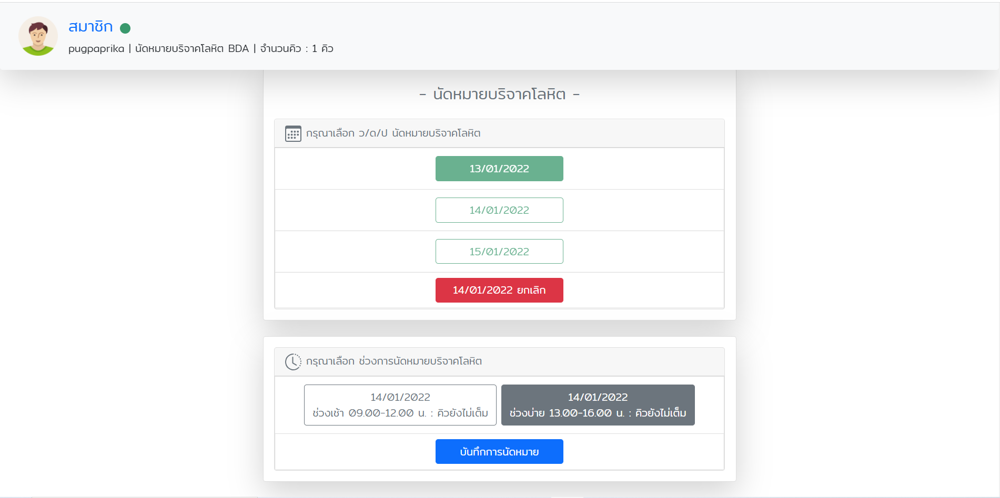 สมาชิก
pugpaprika | นัดหมายบริจาคโลหิต BDA | จำนวนคิว : 1 คิว
- นัดหมายบริจาคโลหิต -
กรุณาเลือก ว/ด/ป นัดหมายบริจาคโลหิต
13/01/2022
14/01/2022
15/01/2022
14/01/2022 ยกเลิก
กรุณาเลือก ช่วงการนัดหมายบริจาคโลหิต
14/01/2022
ช่วงเช้า 09.00-12.00 น. : คิวยังไม่เต็ม
14/01/2022
ช่วงบ่าย 13.00-16.00 น. : คิวยังไม่เต็ม
บันทึกการนัดหมาย